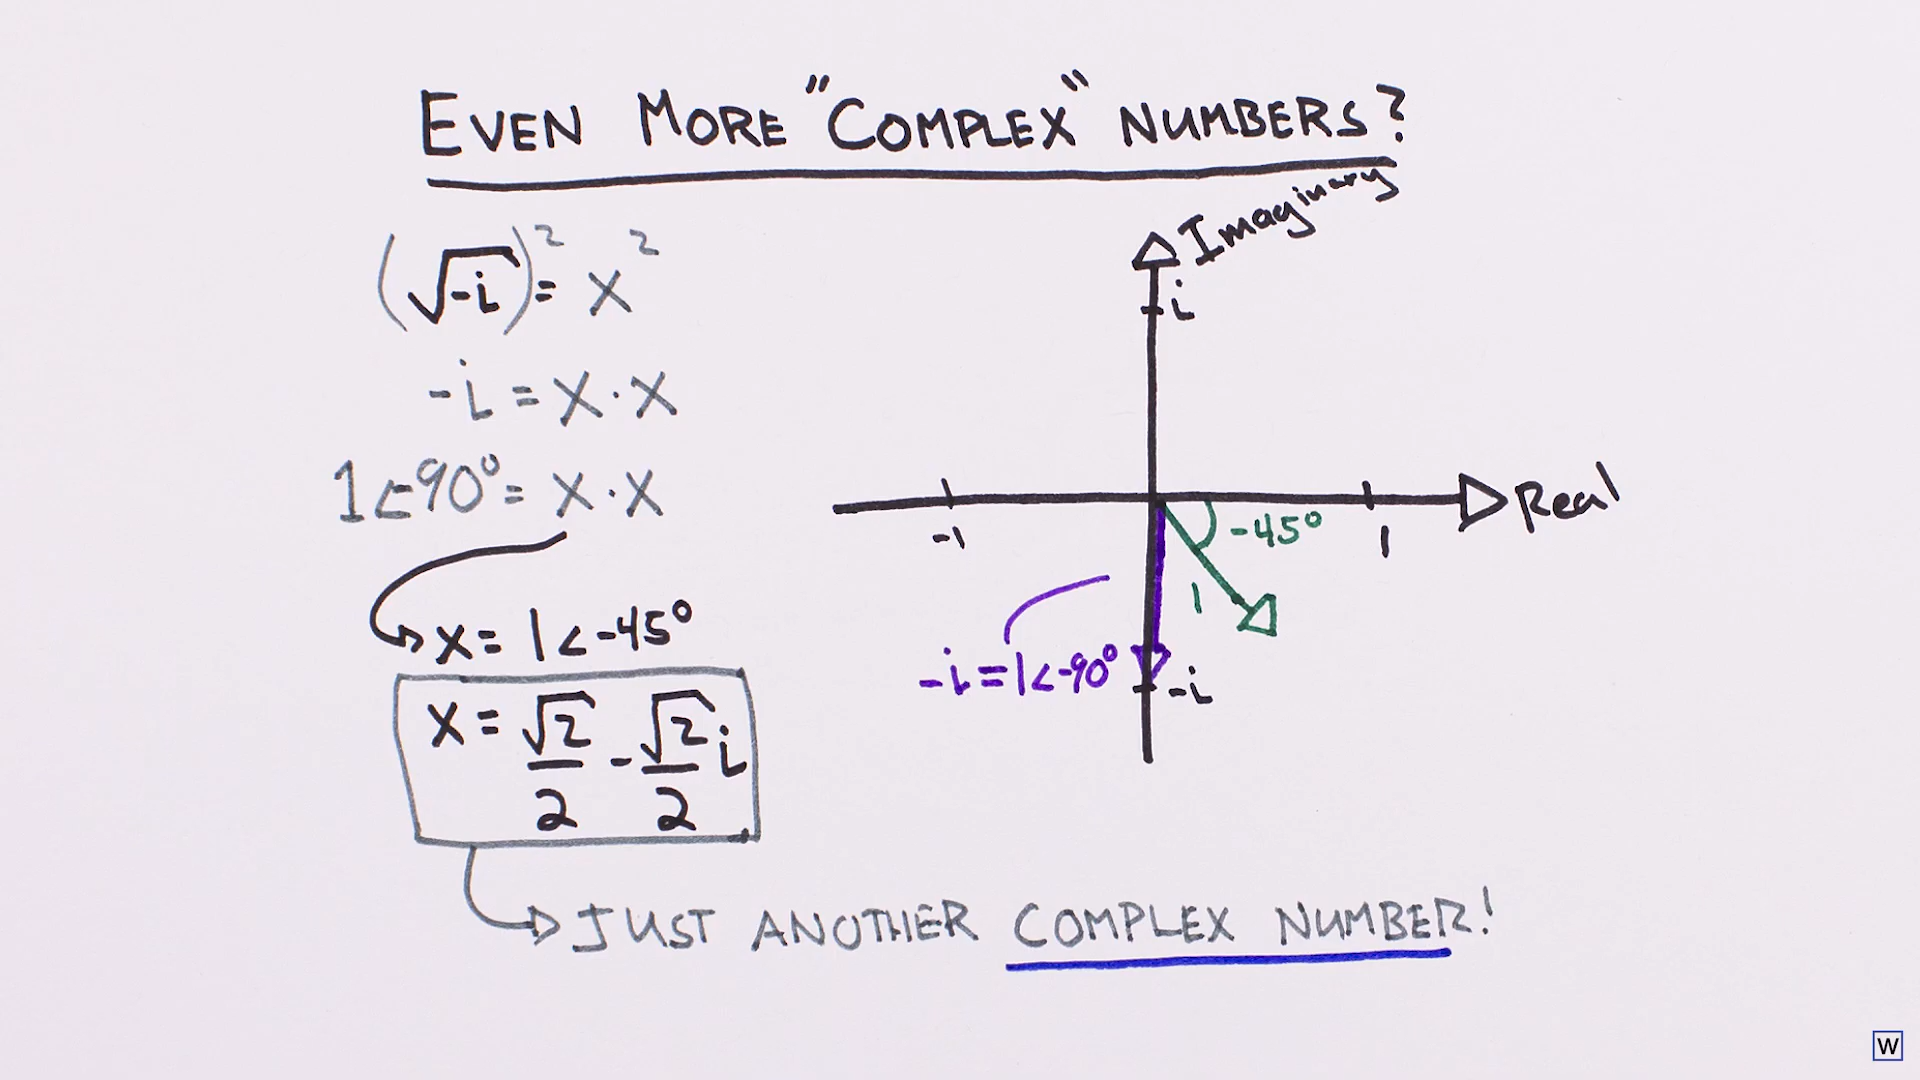 EVEN MORE "COMPLEX" NUMBERS?
(√-i)² = x²
-i = x·x
1∠-90° = x·x
x = 1∠-45°
x = √2/2 - √2/2 i
JUST ANOTHER COMPLEX NUMBER!
Imaginary
i
-1
1
Real
-45°
1
-i = 1∠-90°
-i
W